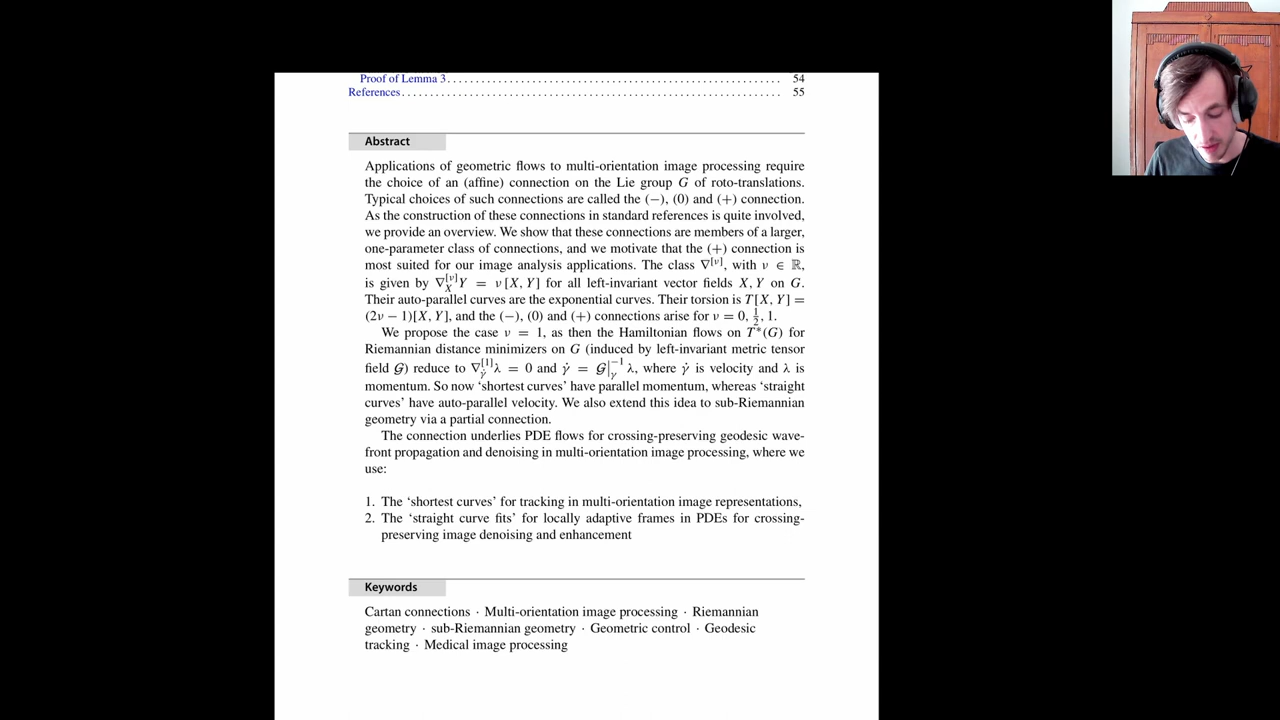 Proof of Lemma 3 ........................................................... 54
References ................................................................... 55
Abstract
Applications of geometric flows to multi-orientation image processing require
the choice of an (affine) connection on the Lie group G of roto-translations.
Typical choices of such connections are called the (−), (0) and (+) connection.
As the construction of these connections in standard references is quite involved,
we provide an overview. We show that these connections are members of a larger,
one-parameter class of connections, and we motivate that the (+) connection is
most suited for our image analysis applications. The class ∇^[ν], with ν ∈ ℝ,
is given by ∇_X^[ν] Y = ν[X, Y] for all left-invariant vector fields X, Y on G.
Their auto-parallel curves are the exponential curves. Their torsion is T[X, Y] =
(2ν − 1)[X, Y], and the (−), (0) and (+) connections arise for ν = 0, 1/2, 1.
We propose the case ν = 1, as then the Hamiltonian flows on T*(G) for
Riemannian distance minimizers on G (induced by left-invariant metric tensor
field 𝒢) reduce to ∇_γ̇^[1] λ = 0 and γ̇ = 𝒢|_γ^−1 λ, where γ̇ is velocity and λ is
momentum. So now ‘shortest curves’ have parallel momentum, whereas ‘straight
curves’ have auto-parallel velocity. We also extend this idea to sub-Riemannian
geometry via a partial connection.
The connection underlies PDE flows for crossing-preserving geodesic wave-
front propagation and denoising in multi-orientation image processing, where we
use:
1. The ‘shortest curves’ for tracking in multi-orientation image representations,
2. The ‘straight curve fits’ for locally adaptive frames in PDEs for crossing-
preserving image denoising and enhancement
Keywords
Cartan connections · Multi-orientation image processing · Riemannian
geometry · sub-Riemannian geometry · Geometric control · Geodesic
tracking · Medical image processing